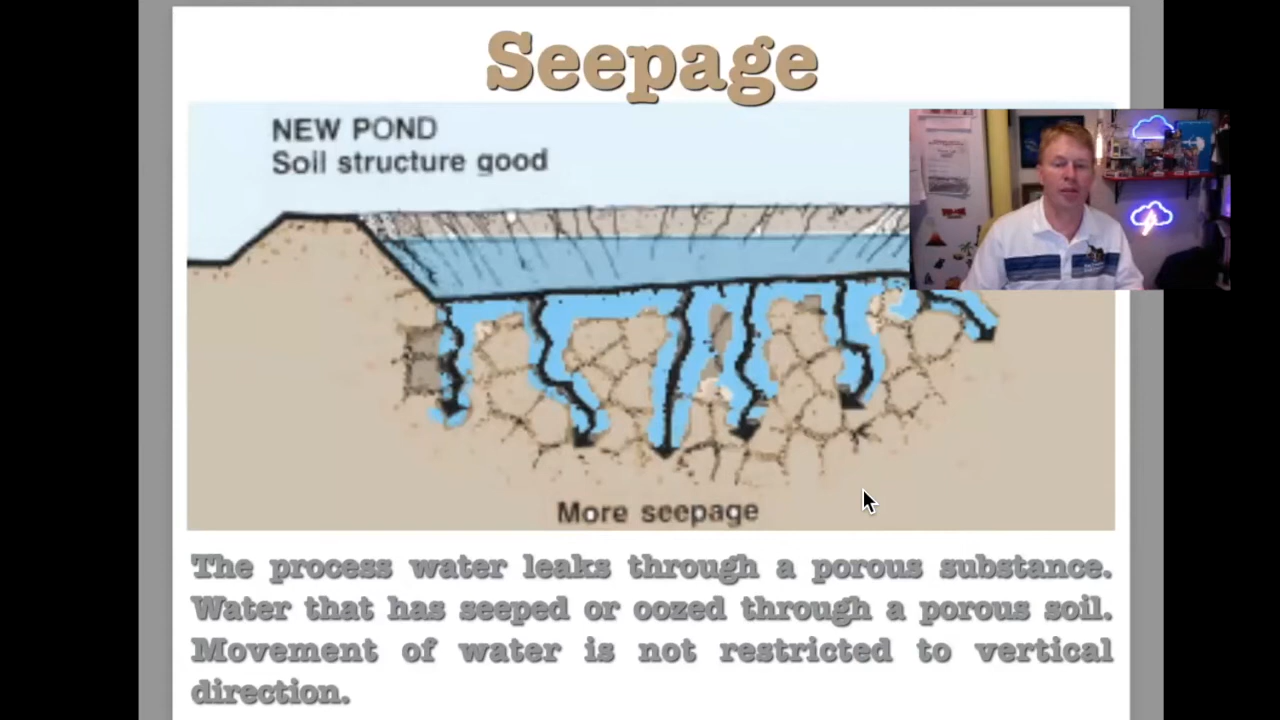 Seepage
NEW POND
Soil structure good
More seepage
The process water leaks through a porous substance.
Water that has seeped or oozed through a porous soil.
Movement of water is not restricted to vertical
direction.